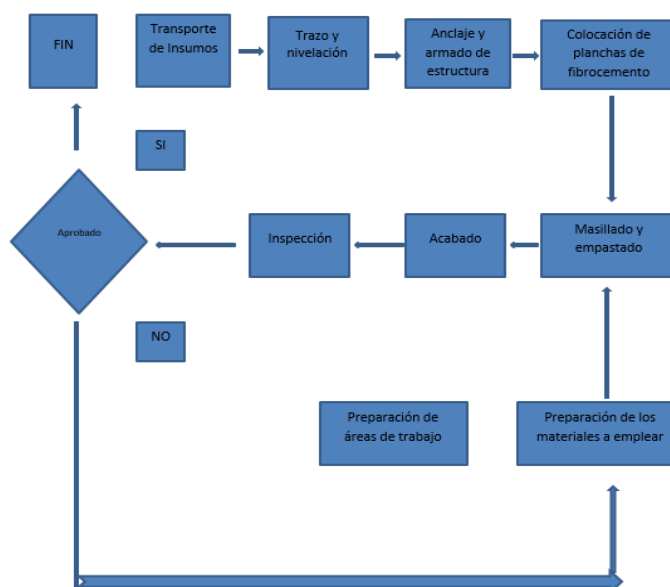 FIN
Transporte
de Insumos
Trazo y
nivelación
Anclaje y
armado de
estructura
Colocación de
planchas de
fibrocemento
SI
Aprobado
Inspección
Acabado
Masillado y
empastado
NO
Preparación de
áreas de trabajo
Preparación de los
materiales a emplear